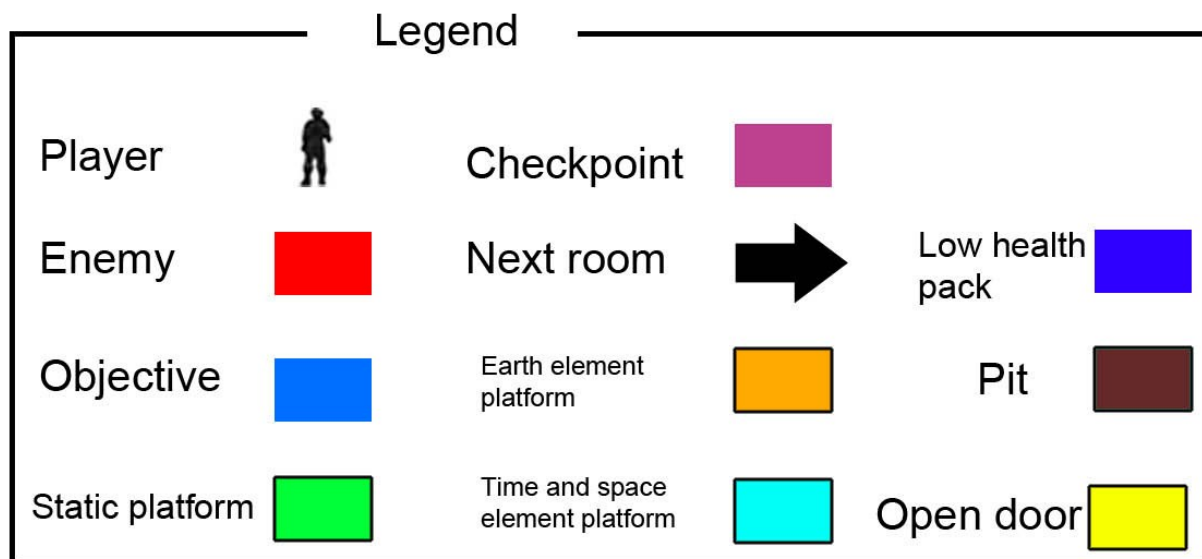 Legend
Player
Checkpoint
Enemy
Next room
Low health
pack
Objective
Earth element
platform
Pit
Static platform
Time and space
element platform
Open door